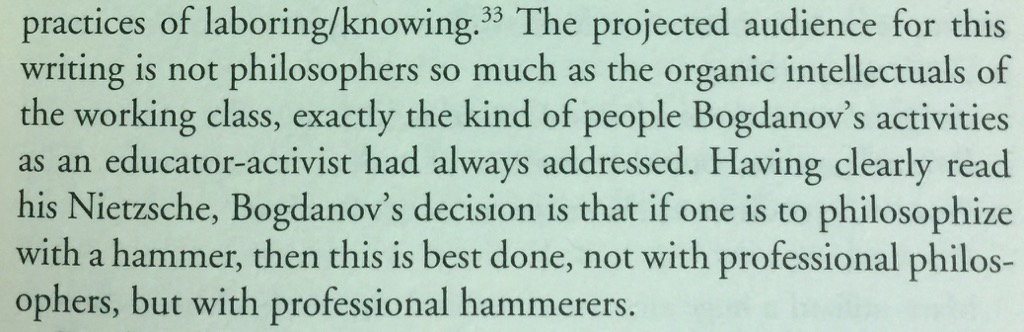 practices of laboring/knowing.³³ The projected audience for this
writing is not philosophers so much as the organic intellectuals of
the working class, exactly the kind of people Bogdanov’s activities
as an educator-activist had always addressed. Having clearly read
his Nietzsche, Bogdanov’s decision is that if one is to philosophize
with a hammer, then this is best done, not with professional philos-
ophers, but with professional hammerers.